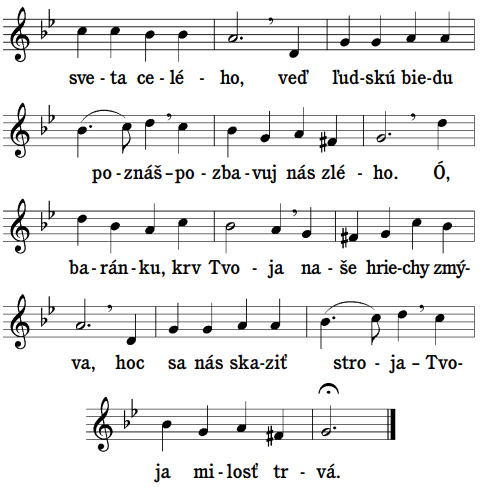 sve - ta ce - lé - ho, veď ľud-skú bie-du
po-znáš–po-zba-vuj nás zlé-ho. Ó,
ba-rán-ku, krv Tvo - ja na-še hrie-chy zmý-
va, hoc sa nás ska-ziť stro - ja – Tvo-
ja mi-losť tr - vá.